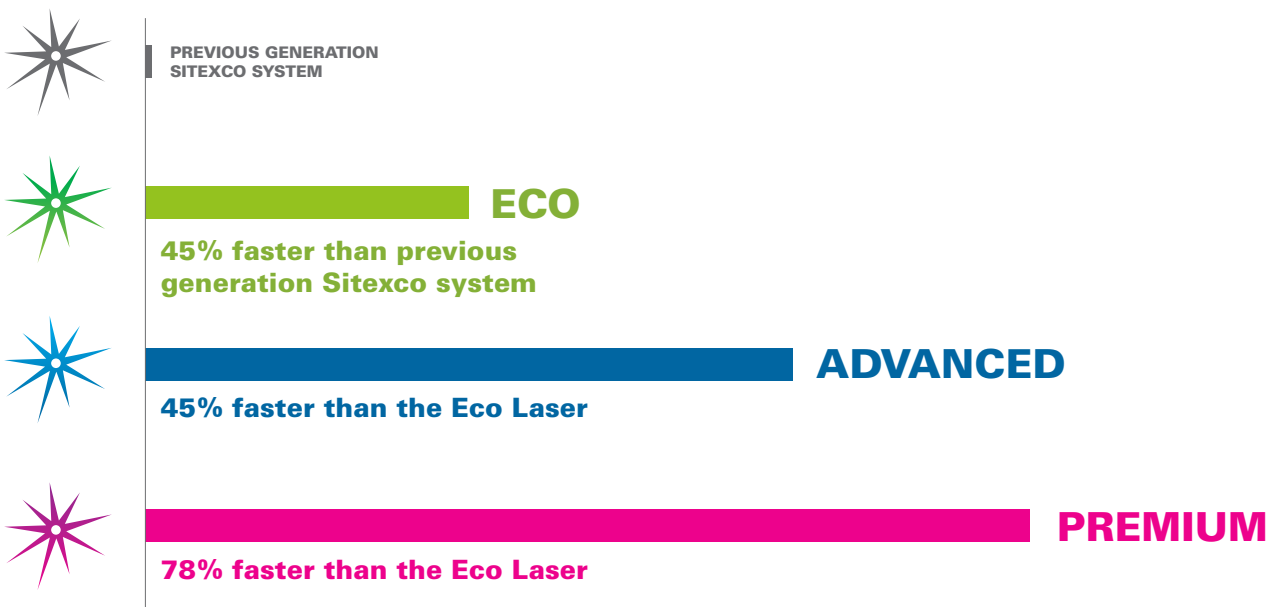 PREVIOUS GENERATION
SITEXCO SYSTEM
ECO
45% faster than previous
generation Sitexco system
ADVANCED
45% faster than the Eco Laser
PREMIUM
78% faster than the Eco Laser